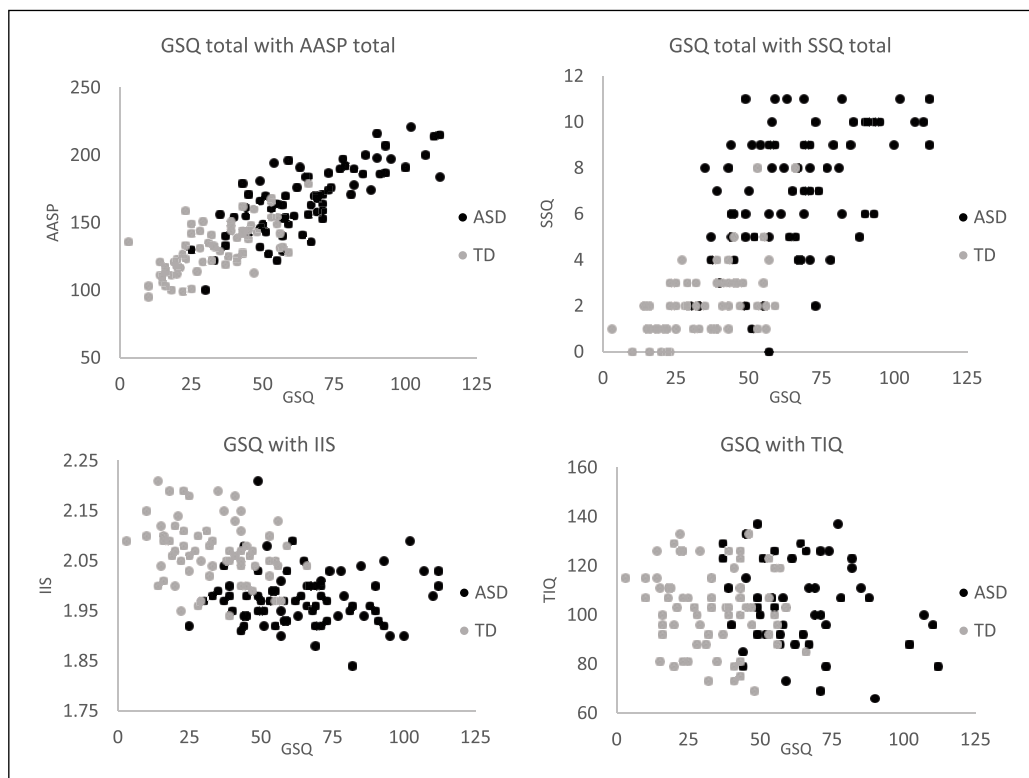 GSQ total with AASP total
250
200
150
100
50
AASP
0 25 50 75 100 125
GSQ
ASD
TD
GSQ total with SSQ total
12
10
8
6
4
2
0
SSQ
0 25 50 75 100 125
GSQ
ASD
TD
GSQ with IIS
2.25
2.15
2.05
1.95
1.85
1.75
IIS
0 25 50 75 100 125
GSQ
ASD
TD
GSQ with TIQ
160
140
120
100
80
60
TIQ
0 25 50 75 100 125
GSQ
ASD
TD